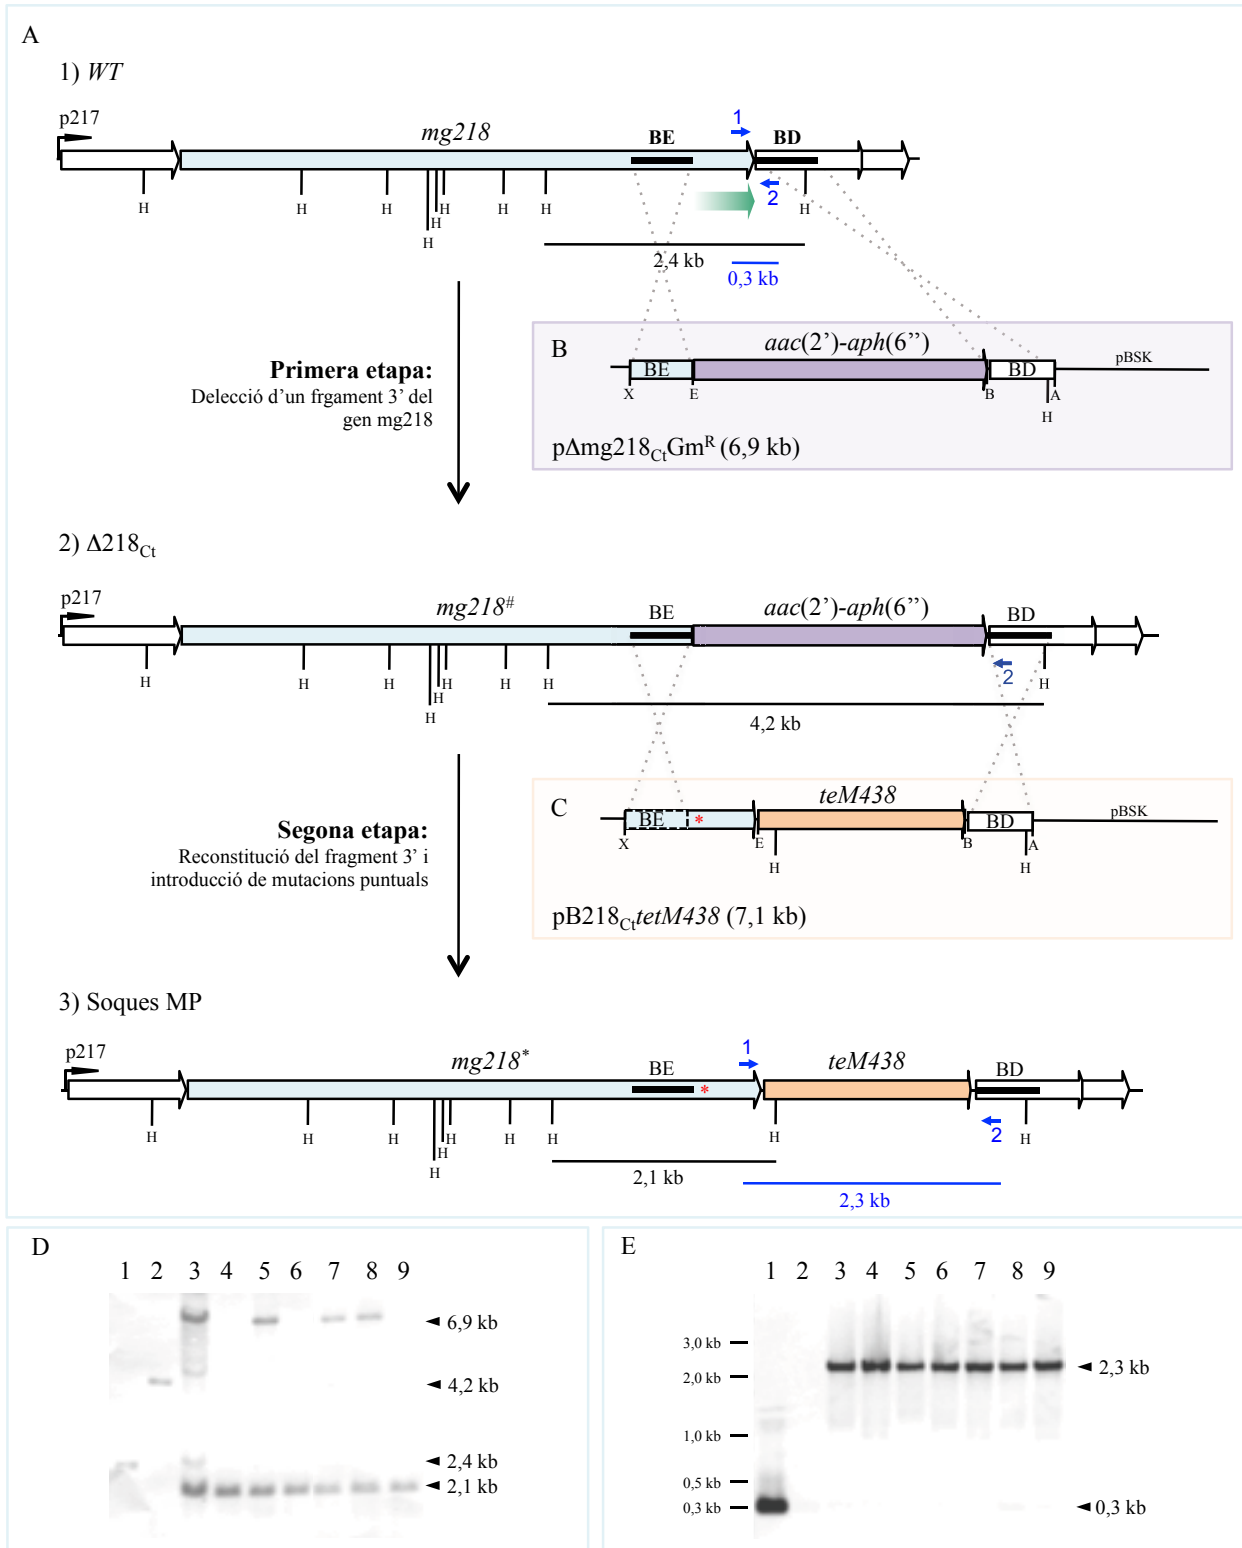 A
1) WT
p217
mg218
BE
1
BD
H H H H H H H H H
2
2,4 kb
0,3 kb
Primera etapa:
Delecció d'un frgament 3' del
gen mg218
B
aac(2')-aph(6'')
pBSK
BE
BD
X E B A
H
pΔmg218CtGmR (6,9 kb)
2) Δ218Ct
p217
mg218#
BE
aac(2')-aph(6'')
BD
2
H H H H H H H H H
4,2 kb
Segona etapa:
Reconstitució del fragment 3' i
introducció de mutacions puntuals
C
teM438
pBSK
BE * BD
X E B A
H H
pB218CttetM438 (7,1 kb)
3) Soques MP
p217
mg218*
BE
*
1
teM438
BD
2
H H H H H H H H H H
2,1 kb
2,3 kb
D
1 2 3 4 5 6 7 8 9
6,9 kb
4,2 kb
2,4 kb
2,1 kb
E
1 2 3 4 5 6 7 8 9
3,0 kb
2,0 kb
1,0 kb
0,5 kb
0,3 kb
2,3 kb
0,3 kb